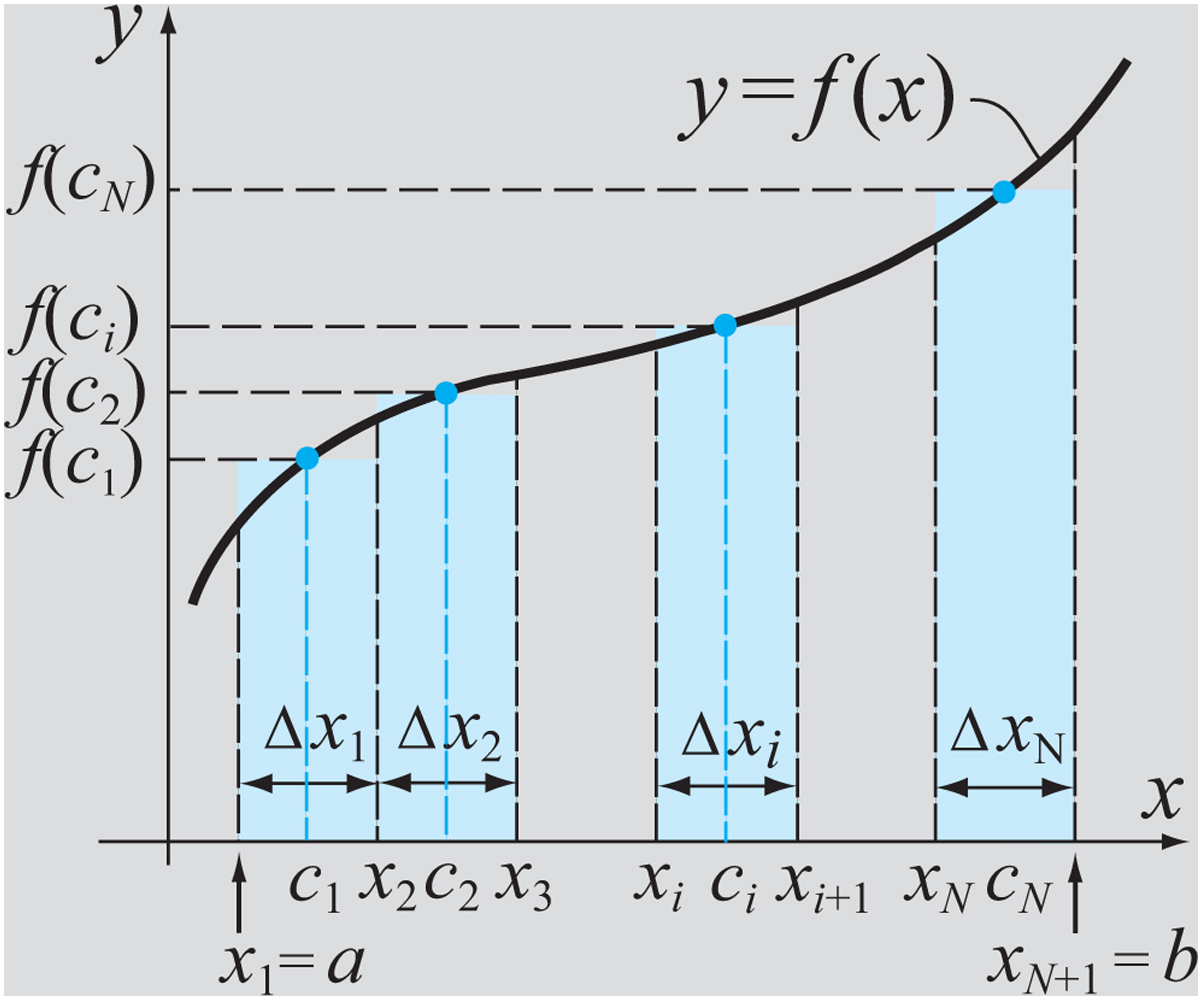 y
y=f(x)
f(c_N)
f(c_i)
f(c_2)
f(c_1)
Δx_1 Δx_2 Δx_i Δx_N
x
c_1 x_2 c_2 x_3 x_i c_i x_{i+1} x_N c_N
x_1=a x_{N+1}=b